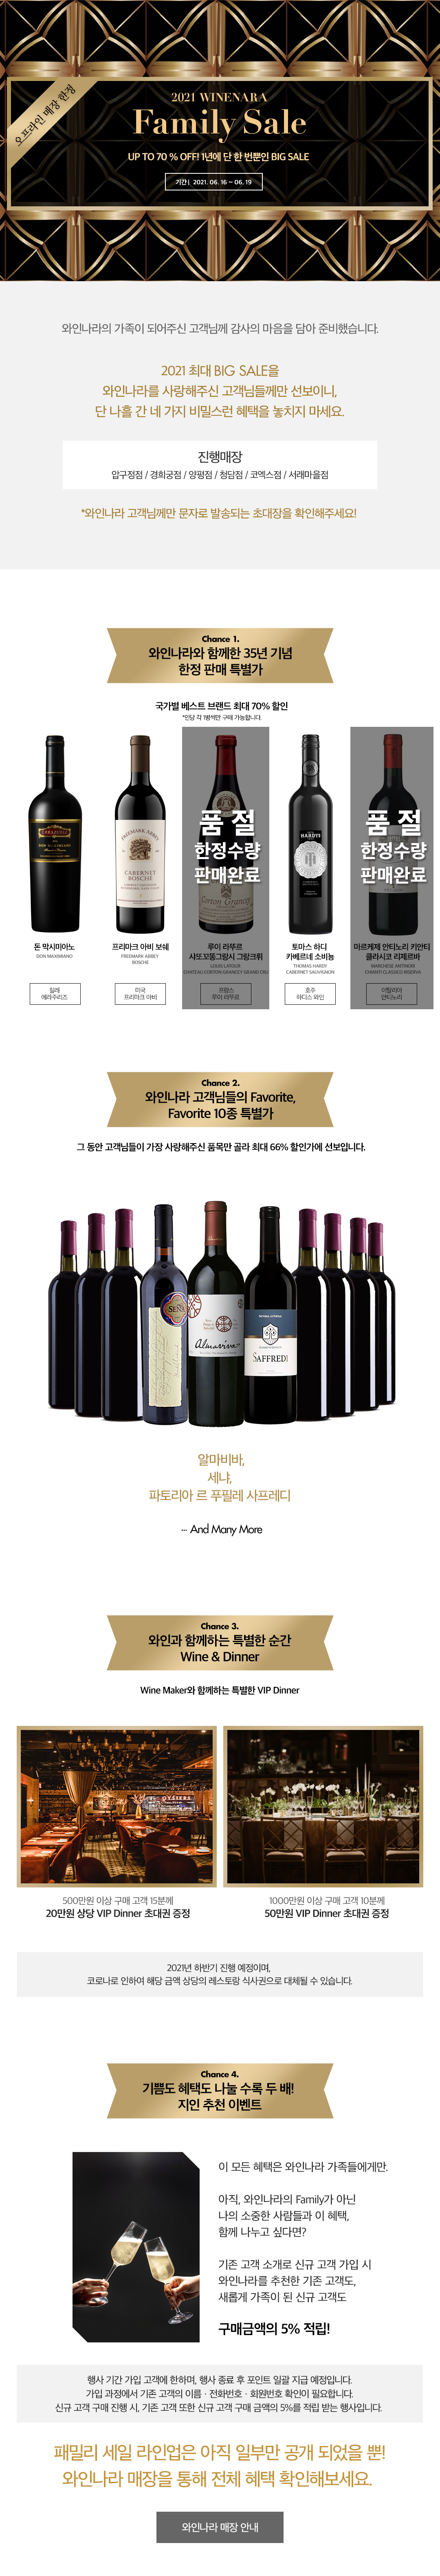 오프라인 매장 한정
2021 WINENARA
Family Sale
UP TO 70 % OFF! 1년에 단 한 번뿐인 BIG SALE
기간 | 2021. 06. 16 ~ 06. 19
와인나라의 가족이 되어주신 고객님께 감사의 마음을 담아 준비했습니다.
2021 최대 BIG SALE을
와인나라를 사랑해주신 고객님들께만 선보이니,
단 나흘 간 네 가지 비밀스런 혜택을 놓치지 마세요.
진행매장
압구정점 / 경희궁점 / 양평점 / 청담점 / 코엑스점 / 서래마을점
*와인나라 고객님께만 문자로 발송되는 초대장을 확인해주세요!
Chance 1.
와인나라와 함께한 35년 기념
한정 판매 특별가
국가별 베스트 브랜드 최대 70% 할인
*인당 각 1병씩만 구매 가능합니다.
품 절
한정수량
판매완료
품 절
한정수량
판매완료
FREEMARK ABBEY
CABERNET
BOSCHE
HARDYS
Corton Grancey
돈 막시미아노
DON MAXIMIANO
칠레
에라주리즈
프리마크 아비 보쉐
FREEMARK ABBEY
BOSCHE
미국
프리마크 아비
루이 라뚜르
샤또꼬똥그랑시 그랑크뤼
LOUIS LATOUR
CHATEAU CORTON GRANCEY GRAND CRU
프랑스
루이 라뚜르
토마스 하디
카베르네 소비뇽
THOMAS HARDY
CABERNET SAUVIGNON
호주
하디스 와인
마르케제 안티노리 키안티
클라시코 리제르바
MARCHESE ANTINORI
CHIANTI CLASSICO RISERVA
이탈리아
안티노리
Chance 2.
와인나라 고객님들의 Favorite,
Favorite 10종 특별가
그 동안 고객님들이 가장 사랑해주신 품목만 골라 최대 66% 할인가에 선보입니다.
SEÑA
Almaviva
SAFFREDI
알마비바,
세냐,
파토리아 르 푸필레 사프레디
... And Many More
Chance 3.
와인과 함께하는 특별한 순간
Wine & Dinner
Wine Maker와 함께하는 특별한 VIP Dinner
OYSTERS
500만원 이상 구매 고객 15분께
20만원 상당 VIP Dinner 초대권 증정
1000만원 이상 구매 고객 10분께
50만원 VIP Dinner 초대권 증정
2021년 하반기 진행 예정이며,
코로나로 인하여 해당 금액 상당의 레스토랑 식사권으로 대체될 수 있습니다.
Chance 4.
기쁨도 혜택도 나눌 수록 두 배!
지인 추천 이벤트
이 모든 혜택은 와인나라 가족들에게만.
아직, 와인나라의 Family가 아닌
나의 소중한 사람들과 이 혜택,
함께 나누고 싶다면?
기존 고객 소개로 신규 고객 가입 시
와인나라를 추천한 기존 고객도,
새롭게 가족이 된 신규 고객도
구매금액의 5% 적립!
행사 기간 가입 고객에 한하며, 행사 종료 후 포인트 일괄 지급 예정입니다.
가입 과정에서 기존 고객의 이름 · 전화번호 · 회원번호 확인이 필요합니다.
신규 고객 구매 진행 시, 기존 고객 또한 신규 고객 구매 금액의 5%를 적립 받는 행사입니다.
패밀리 세일 라인업은 아직 일부만 공개 되었을 뿐!
와인나라 매장을 통해 전체 혜택 확인해보세요.
와인나라 매장 안내